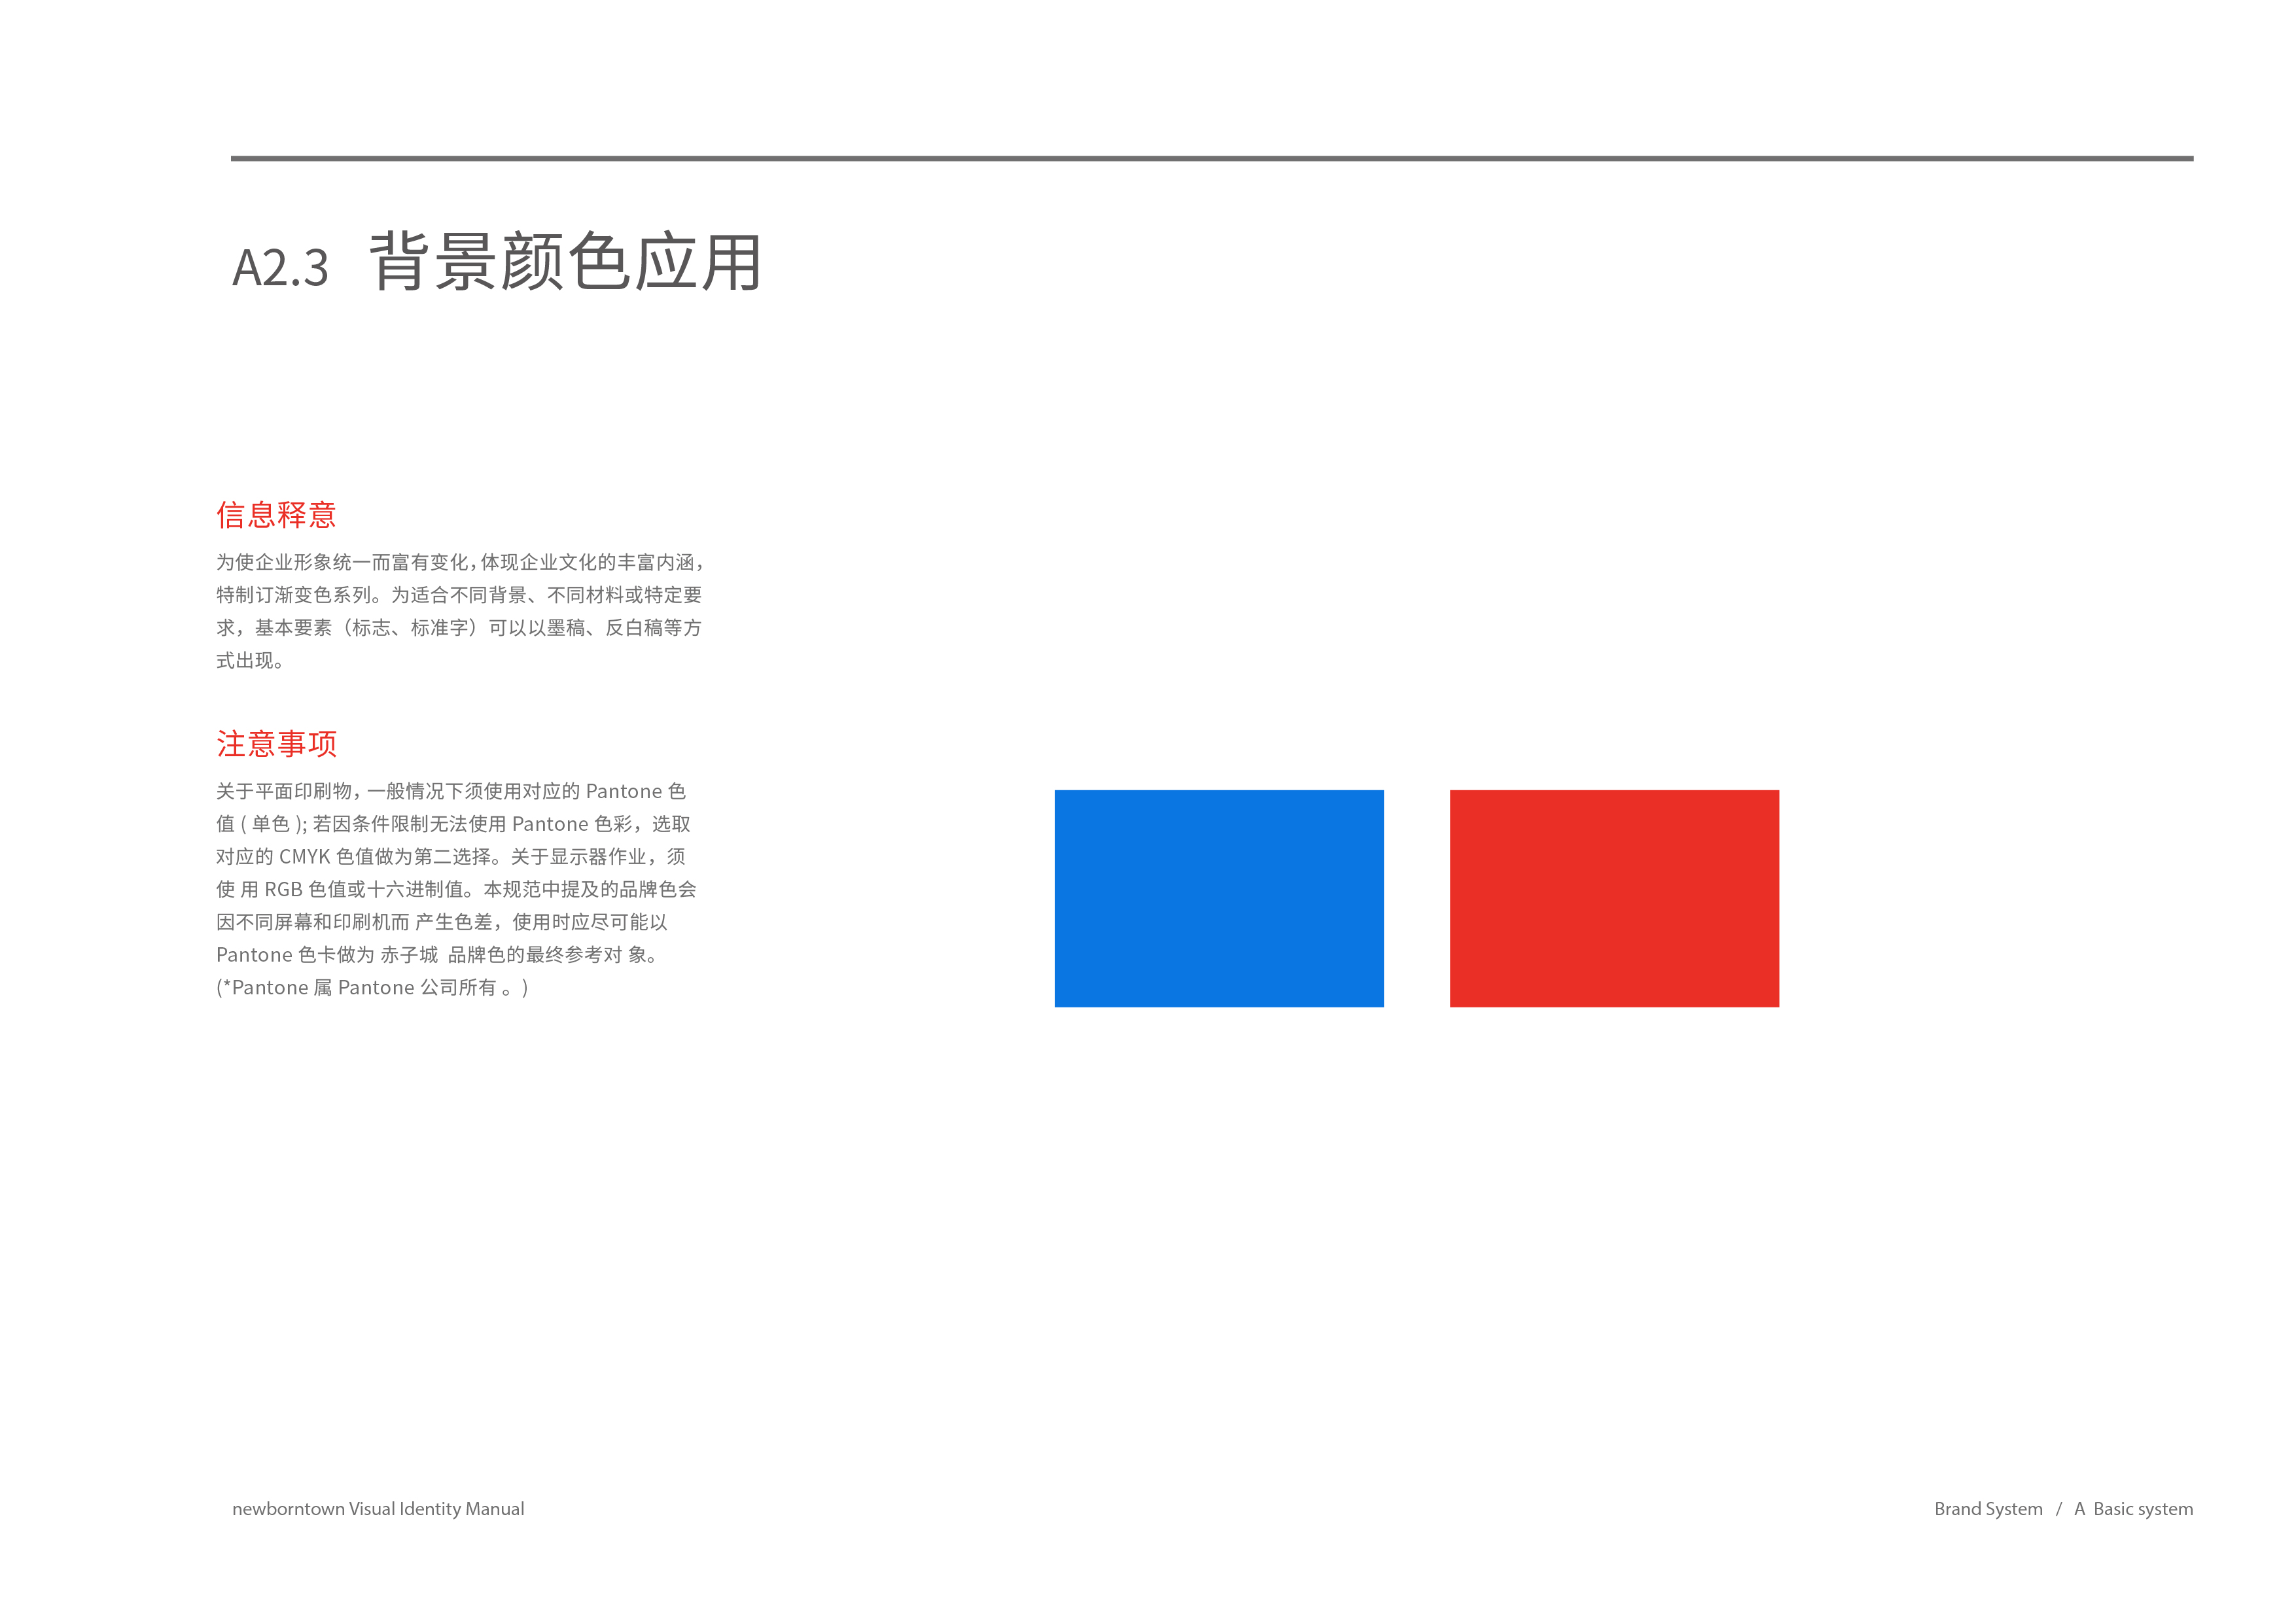 A2.3 背景颜色应用
信息释意
为使企业形象统一而富有变化，体现企业文化的丰富内涵，
特制订渐变色系列。为适合不同背景、不同材料或特定要
求，基本要素（标志、标准字）可以以墨稿、反白稿等方
式出现。
注意事项
关于平面印刷物，一般情况下须使用对应的 Pantone 色
值 ( 单色 ); 若因条件限制无法使用 Pantone 色彩，选取
对应的 CMYK 色值做为第二选择。关于显示器作业，须
使 用 RGB 色值或十六进制值。本规范中提及的品牌色会
因不同屏幕和印刷机而 产生色差，使用时应尽可能以
Pantone 色卡做为 赤子城 品牌色的最终参考对 象。
(*Pantone 属 Pantone 公司所有 。)
newborntown Visual Identity Manual
Brand System / A Basic system